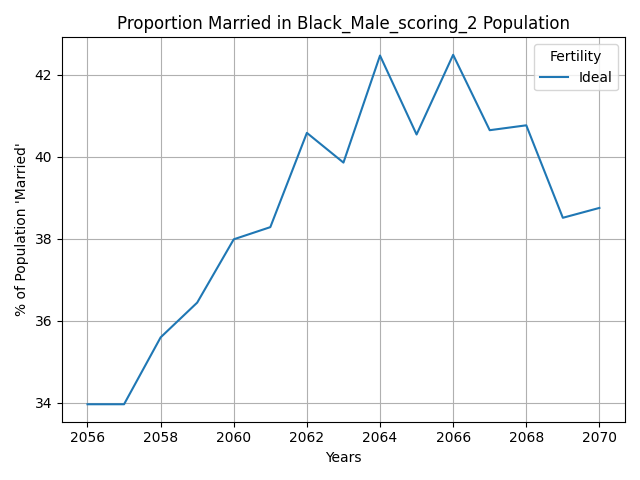 Proportion Married in Black_Male_scoring_2 Population
Fertility
Ideal
% of Population 'Married'
42
40
38
36
34
2056 2058 2060 2062 2064 2066 2068 2070
Years